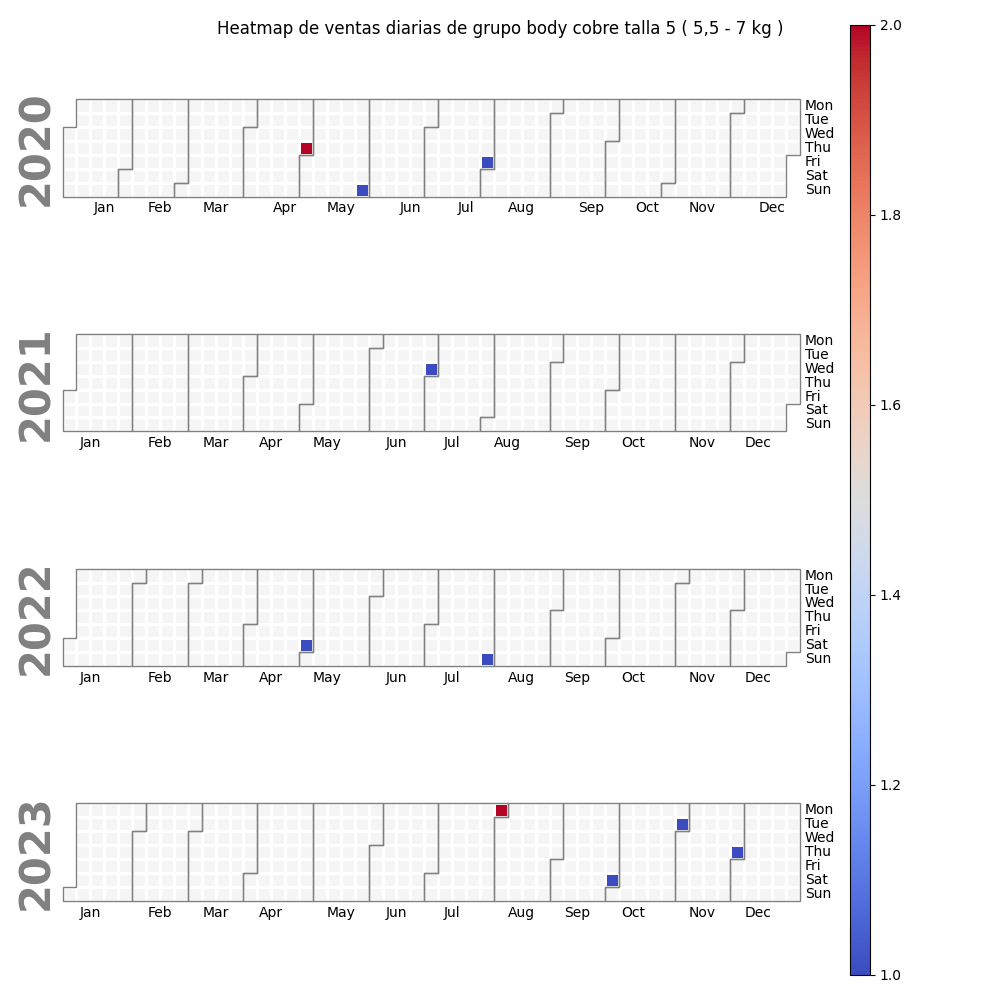 Heatmap de ventas diarias de grupo body cobre talla 5 ( 5,5 - 7 kg )
2020
Mon
Tue
Wed
Thu
Fri
Sat
Sun
Jan Feb Mar Apr May Jun Jul Aug Sep Oct Nov Dec
2021
Mon
Tue
Wed
Thu
Fri
Sat
Sun
Jan Feb Mar Apr May Jun Jul Aug Sep Oct Nov Dec
2022
Mon
Tue
Wed
Thu
Fri
Sat
Sun
Jan Feb Mar Apr May Jun Jul Aug Sep Oct Nov Dec
2023
Mon
Tue
Wed
Thu
Fri
Sat
Sun
Jan Feb Mar Apr May Jun Jul Aug Sep Oct Nov Dec
2.0
1.8
1.6
1.4
1.2
1.0